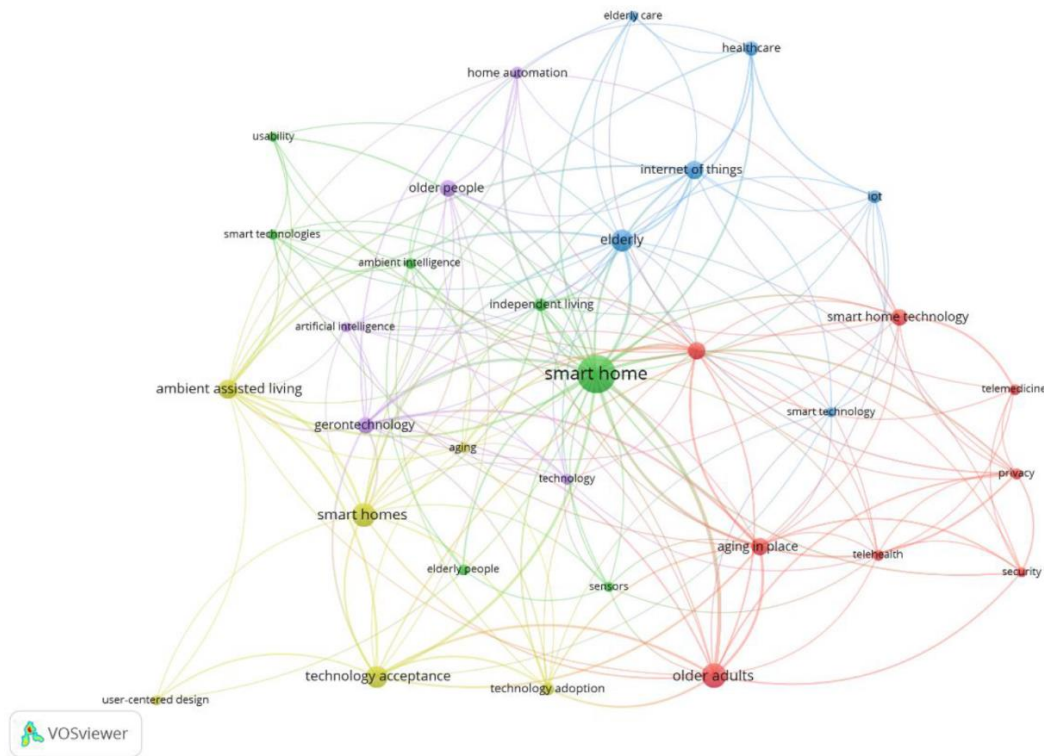 elderly care
healthcare
home automation
usability
internet of things
older people
iot
smart technologies
elderly
ambient intelligence
independent living
smart home technology
artificial intelligence
smart home
ambient assisted living
telemedicine
smart technology
gerontechnology
aging
privacy
technology
smart homes
aging in place
telehealth
elderly people
security
sensors
older adults
technology acceptance
technology adoption
user-centered design
VOSviewer